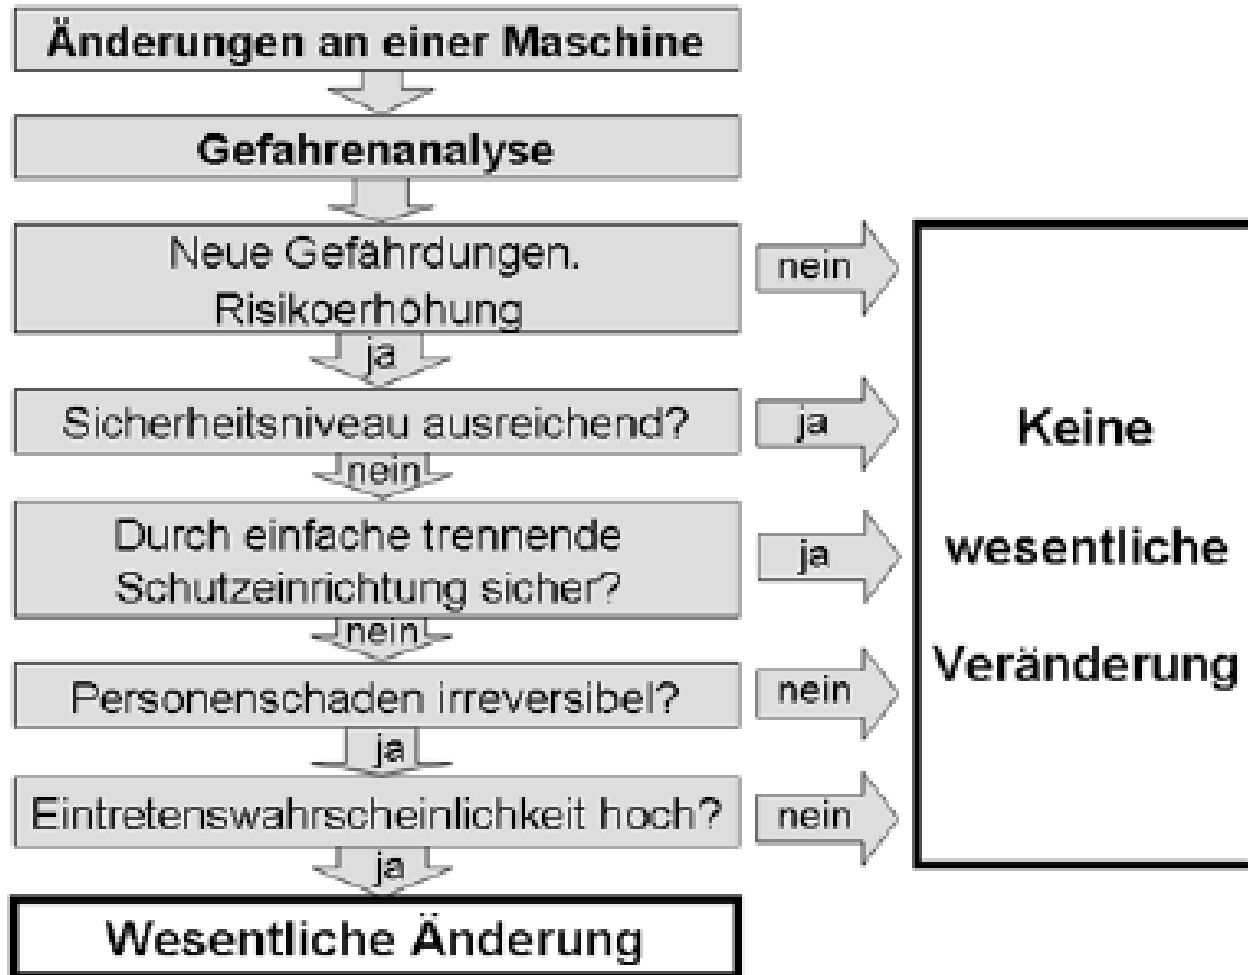 Änderungen an einer Maschine
Gefahrenanalyse
Neue Gefährdungen.
Risikoerhöhung
nein
ja
Sicherheitsniveau ausreichend?
ja
nein
Durch einfache trennende
Schutzeinrichtung sicher?
ja
nein
Personenschaden irreversibel?
nein
ja
Eintretenswahrscheinlichkeit hoch?
nein
ja
Wesentliche Änderung
Keine
wesentliche
Veränderung